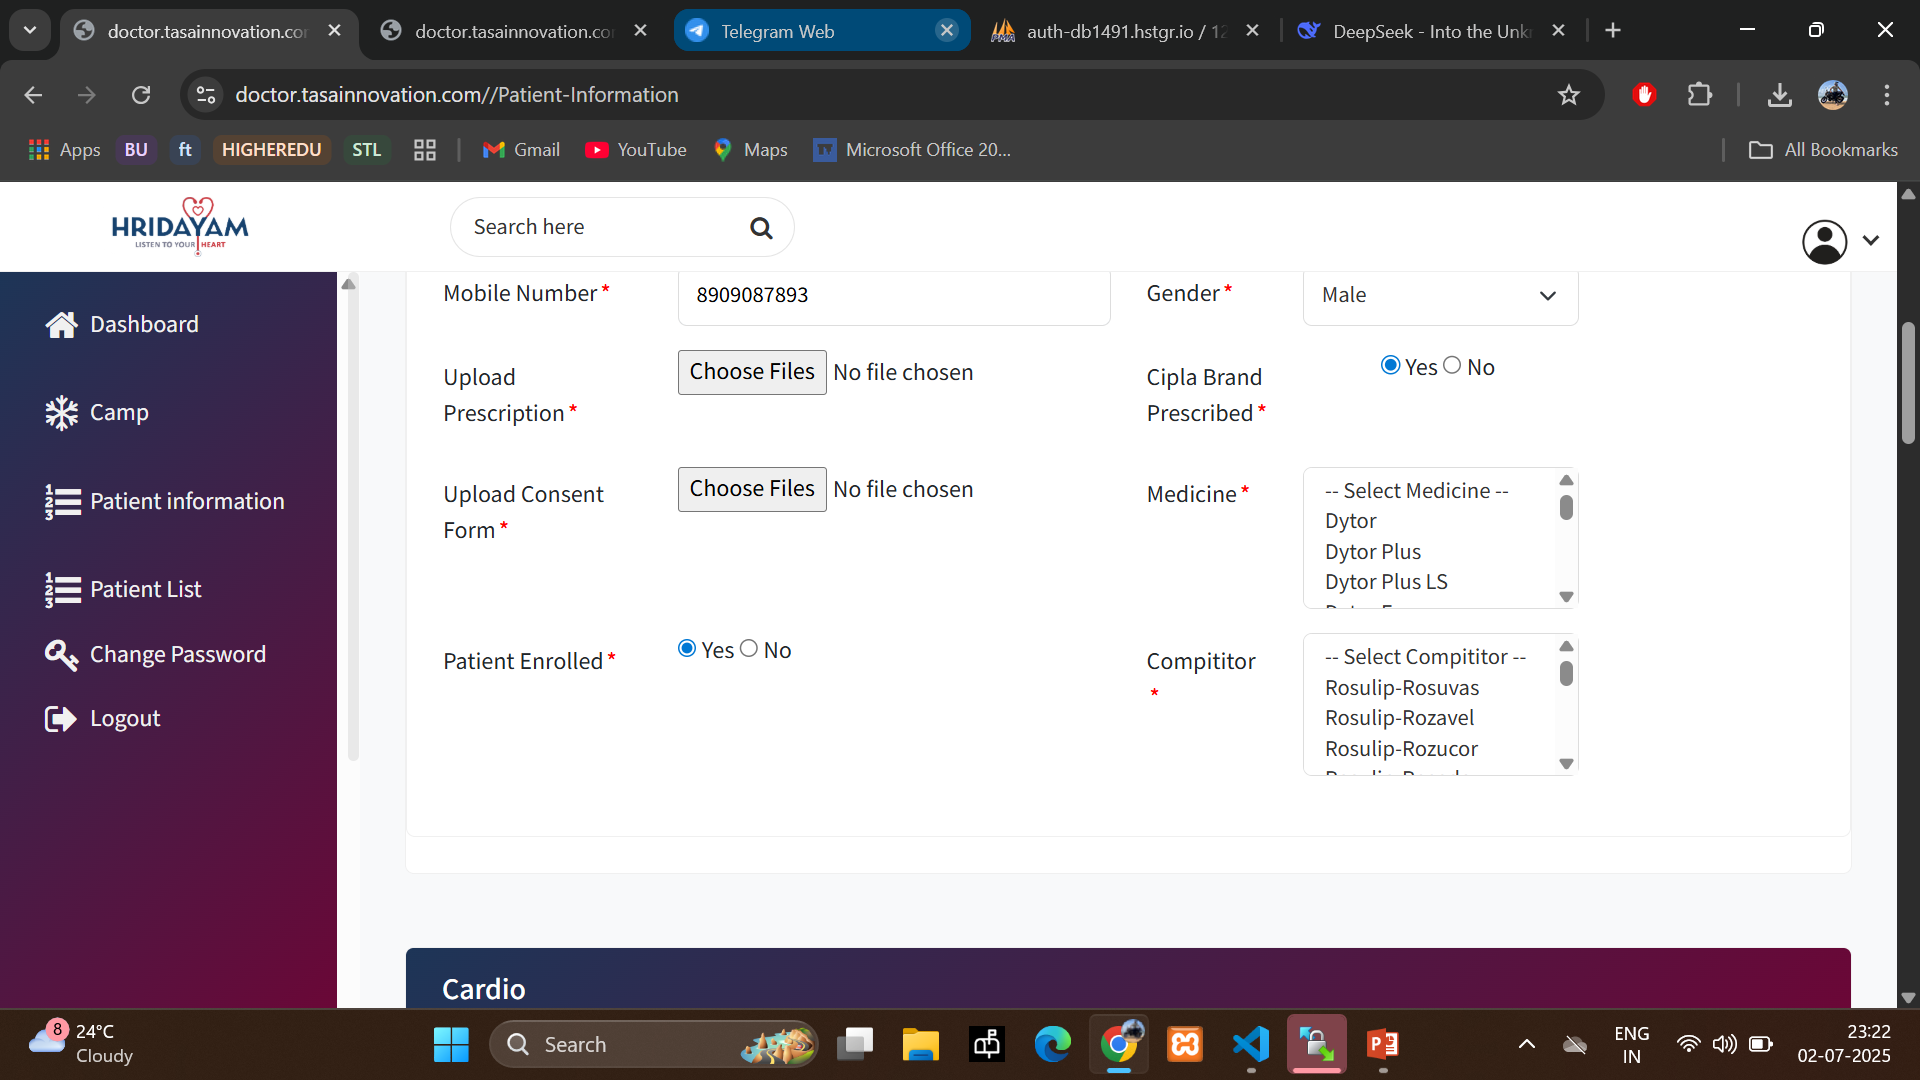 doctor.tasainnovation.co
doctor.tasainnovation.co
Telegram Web
auth-db1491.hstgr.io / 12
DeepSeek - Into the Unk
doctor.tasainnovation.com//Patient-Information
Apps
BU
ft
HIGHEREDU
STL
Gmail
YouTube
Maps
Microsoft Office 20...
All Bookmarks
HRIDAYAM
LISTEN TO YOUR HEART
Search here
Dashboard
Camp
Patient information
Patient List
Change Password
Logout
Mobile Number*
8909087893
Gender*
Male
Upload
Prescription*
Choose Files No file chosen
Cipla Brand
Prescribed*
Yes No
Upload Consent
Form*
Choose Files No file chosen
Medicine*
-- Select Medicine --
Dytor
Dytor Plus
Dytor Plus LS
Patient Enrolled*
Yes No
Compititor
*
-- Select Compititor --
Rosulip-Rosuvas
Rosulip-Rozavel
Rosulip-Rozucor
Cardio
8
24°C
Cloudy
Search
ENG
IN
23:22
02-07-2025